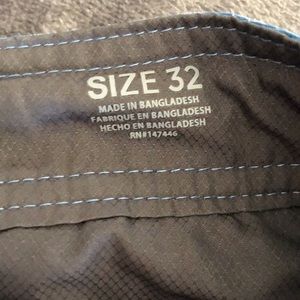 SIZE 32
MADE IN BANGLADESH
FABRIQUE EN BANGLADESH
HECHO EN BANGLADESH
RN#147446